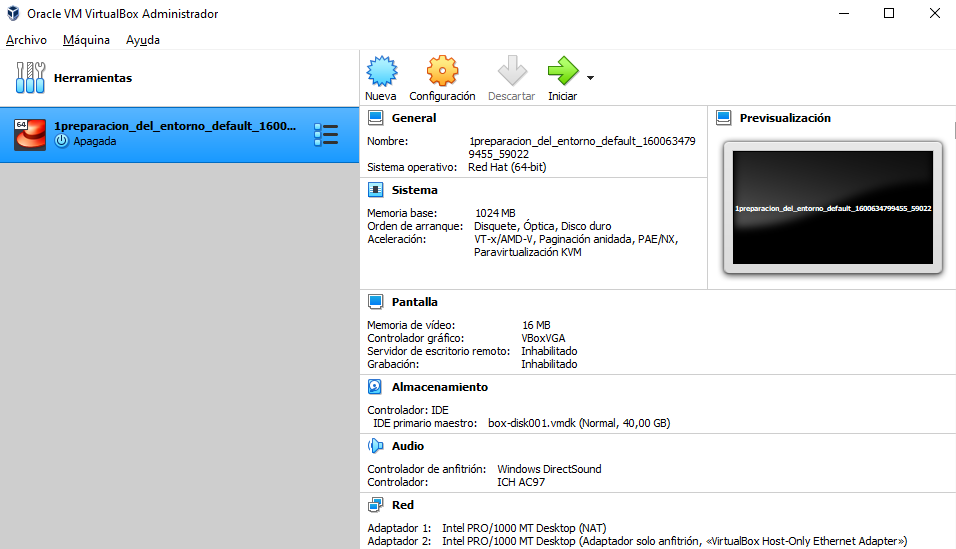 Oracle VM VirtualBox Administrador
Archivo Máquina Ayuda
Herramientas
64
1preparacion_del_entorno_default_1600...
Apagada
Nueva Configuración Descartar Iniciar
General
Nombre: 1preparacion_del_entorno_default_160063479
9455_59022
Sistema operativo: Red Hat (64-bit)
Previsualización
1preparacion_del_entorno_default_1600634799455_59022
Sistema
Memoria base: 1024 MB
Orden de arranque: Disquete, Óptica, Disco duro
Aceleración: VT-x/AMD-V, Paginación anidada, PAE/NX,
Paravirtualización KVM
Pantalla
Memoria de vídeo: 16 MB
Controlador gráfico: VBoxVGA
Servidor de escritorio remoto: Inhabilitado
Grabación: Inhabilitado
Almacenamiento
Controlador: IDE
IDE primario maestro: box-disk001.vmdk (Normal, 40,00 GB)
Audio
Controlador de anfitrión: Windows DirectSound
Controlador: ICH AC97
Red
Adaptador 1: Intel PRO/1000 MT Desktop (NAT)
Adaptador 2: Intel PRO/1000 MT Desktop (Adaptador solo anfitrión, «VirtualBox Host-Only Ethernet Adapter»)